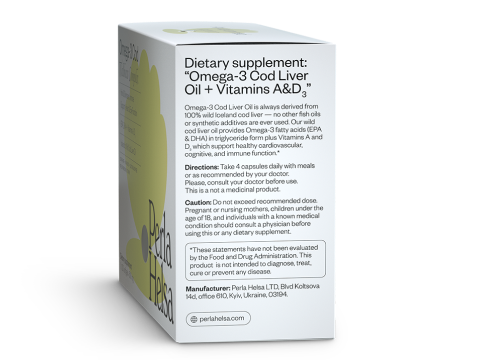 Dietary supplement:
“Omega-3 Cod Liver
Oil + Vitamins A&D3”
Omega-3 Cod Liver Oil is always derived from
100% wild Iceland cod liver — no other fish oils
or synthetic additives are ever used. Our wild
cod liver oil provides Omega-3 fatty acids (EPA
& DHA) in triglyceride form plus Vitamins A and
D3 which support healthy cardiovascular,
cognitive, and immune function.*
Directions: Take 4 capsules daily with meals
or as recommended by your doctor.
Please, consult your doctor before use.
This is a not a medicinal product.
Caution: Do not exceed recommended dose.
Pregnant or nursing mothers, children under the
age of 18, and individuals with a known medical
condition should consult a physician before
using this or any dietary supplement.
*These statements have not been evaluated
by the Food and Drug Administration. This
product is not intended to diagnose, treat,
cure or prevent any disease.
Manufacturer: Perla Helsa LTD, Blvd Koltsova
14d, office 610, Kyiv, Ukraine, 03194.
perlahelsa.com
Omega-3 Cod
Perla
Helsa